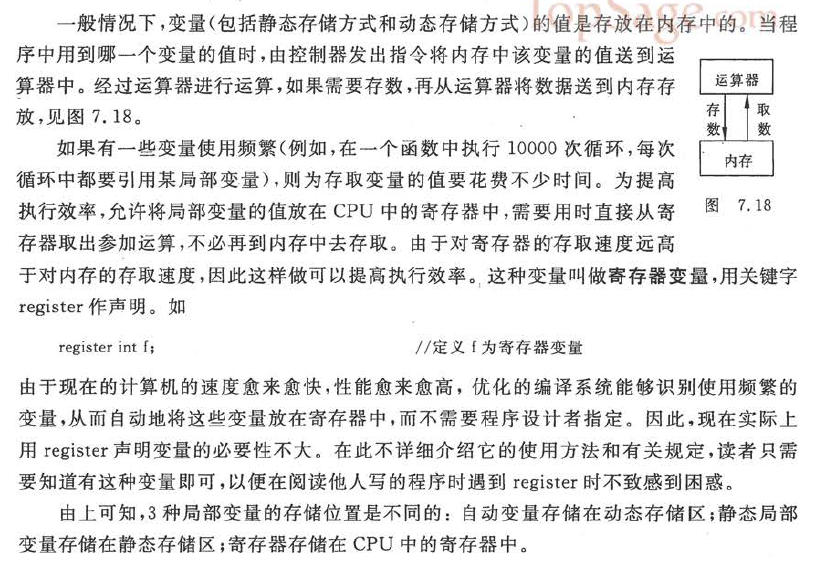 TopSage.com
一般情况下,变量(包括静态存储方式和动态存储方式)的值是存放在内存中的。当程
序中用到哪一个变量的值时,由控制器发出指令将内存中该变量的值送到运
算器中。经过运算器进行运算,如果需要存数,再从运算器将数据送到内存存
放,见图 7.18。
运算器
存数
取数
内存
图 7.18
如果有一些变量使用频繁(例如,在一个函数中执行 10000 次循环,每次
循环中都要引用某局部变量),则为存取变量的值要花费不少时间。为提高
执行效率,允许将局部变量的值放在 CPU 中的寄存器中,需要用时直接从寄
存器取出参加运算,不必再到内存中去存取。由于对寄存器的存取速度远高
于对内存的存取速度,因此这样做可以提高执行效率。这种变量叫做寄存器变量,用关键字
register 作声明。如
register int f; //定义 f 为寄存器变量
由于现在的计算机的速度愈来愈快,性能愈来愈高,优化的编译系统能够识别使用频繁的
变量,从而自动地将这些变量放在寄存器中,而不需要程序设计者指定。因此,现在实际上
用 register 声明变量的必要性不大。在此不详细介绍它的使用方法和有关规定,读者只需
要知道有这种变量即可,以便在阅读他人写的程序时遇到 register 时不致感到困惑。
由上可知,3 种局部变量的存储位置是不同的:自动变量存储在动态存储区;静态局部
变量存储在静态存储区;寄存器存储在 CPU 中的寄存器中。